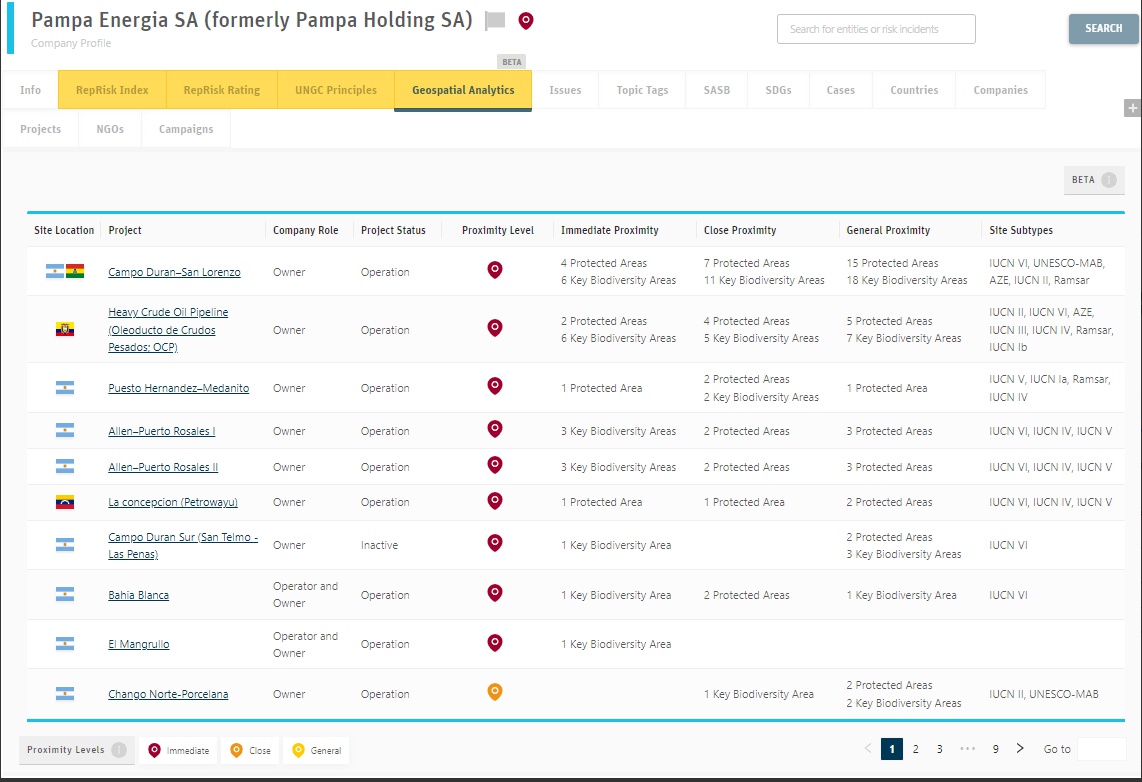 Pampa Energia SA (formerly Pampa Holding SA)
Company Profile
Search for entities or risk incidents
SEARCH
BETA
Info RepRisk Index RepRisk Rating UNGC Principles Geospatial Analytics Issues Topic Tags SASB SDGs Cases Countries Companies
+
Projects NGOs Campaigns
BETA i
Site Location Project Company Role Project Status Proximity Level Immediate Proximity Close Proximity General Proximity Site Subtypes
Campo Duran–San Lorenzo Owner Operation
4 Protected Areas 7 Protected Areas 15 Protected Areas IUCN VI, UNESCO-MAB,
6 Key Biodiversity Areas 11 Key Biodiversity Areas 18 Key Biodiversity Areas AZE, IUCN II, Ramsar
Heavy Crude Oil Pipeline IUCN II, IUCN VI, AZE,
(Oleoducto de Crudos Owner Operation 2 Protected Areas 4 Protected Areas 5 Protected Areas IUCN III, IUCN IV, Ramsar,
Pesados; OCP) 6 Key Biodiversity Areas 5 Key Biodiversity Areas 7 Key Biodiversity Areas IUCN Ib
Puesto Hernandez–Medanito Owner Operation 1 Protected Area 2 Protected Areas 1 Protected Area IUCN V, IUCN Ia, Ramsar,
2 Key Biodiversity Areas IUCN IV
Allen–Puerto Rosales I Owner Operation 3 Key Biodiversity Areas 2 Protected Areas 3 Protected Areas IUCN VI, IUCN IV, IUCN V
Allen–Puerto Rosales II Owner Operation 3 Key Biodiversity Areas 2 Protected Areas 3 Protected Areas IUCN VI, IUCN IV, IUCN V
La concepcion (Petrowayu) Owner Operation 1 Protected Area 1 Protected Area 2 Protected Areas IUCN VI, IUCN IV, IUCN V
Campo Duran Sur (San Telmo - Owner Inactive 1 Key Biodiversity Area 2 Protected Areas IUCN VI
Las Penas) 3 Key Biodiversity Areas
Bahia Blanca Operator and Operation 1 Key Biodiversity Area 2 Protected Areas 1 Key Biodiversity Area IUCN VI
Owner
El Mangrullo Operator and Operation 1 Key Biodiversity Area
Owner
Chango Norte-Porcelana Owner Operation 1 Key Biodiversity Area 2 Protected Areas IUCN II, UNESCO-MAB
2 Key Biodiversity Areas
Proximity Levels i Immediate Close General
< 1 2 3 ••• 9 > Go to